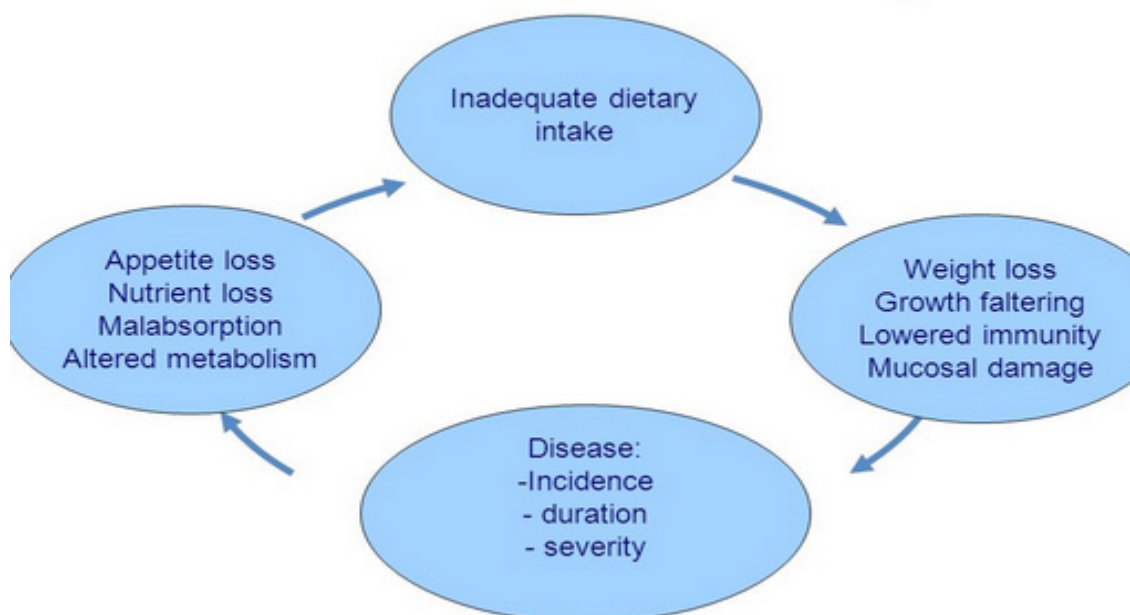 Inadequate dietary
intake
Appetite loss
Nutrient loss
Malabsorption
Altered metabolism
Weight loss
Growth faltering
Lowered immunity
Mucosal damage
Disease:
-Incidence
- duration
- severity